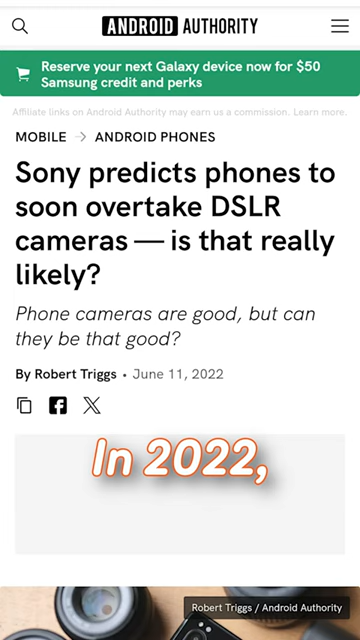 ANDROID AUTHORITY
Reserve your next Galaxy device now for $50
Samsung credit and perks
Affiliate links on Android Authority may earn us a commission. Learn more.
MOBILE → ANDROID PHONES
Sony predicts phones to
soon overtake DSLR
cameras — is that really
likely?
Phone cameras are good, but can
they be that good?
By Robert Triggs • June 11, 2022
In 2022,
Robert Triggs / Android Authority